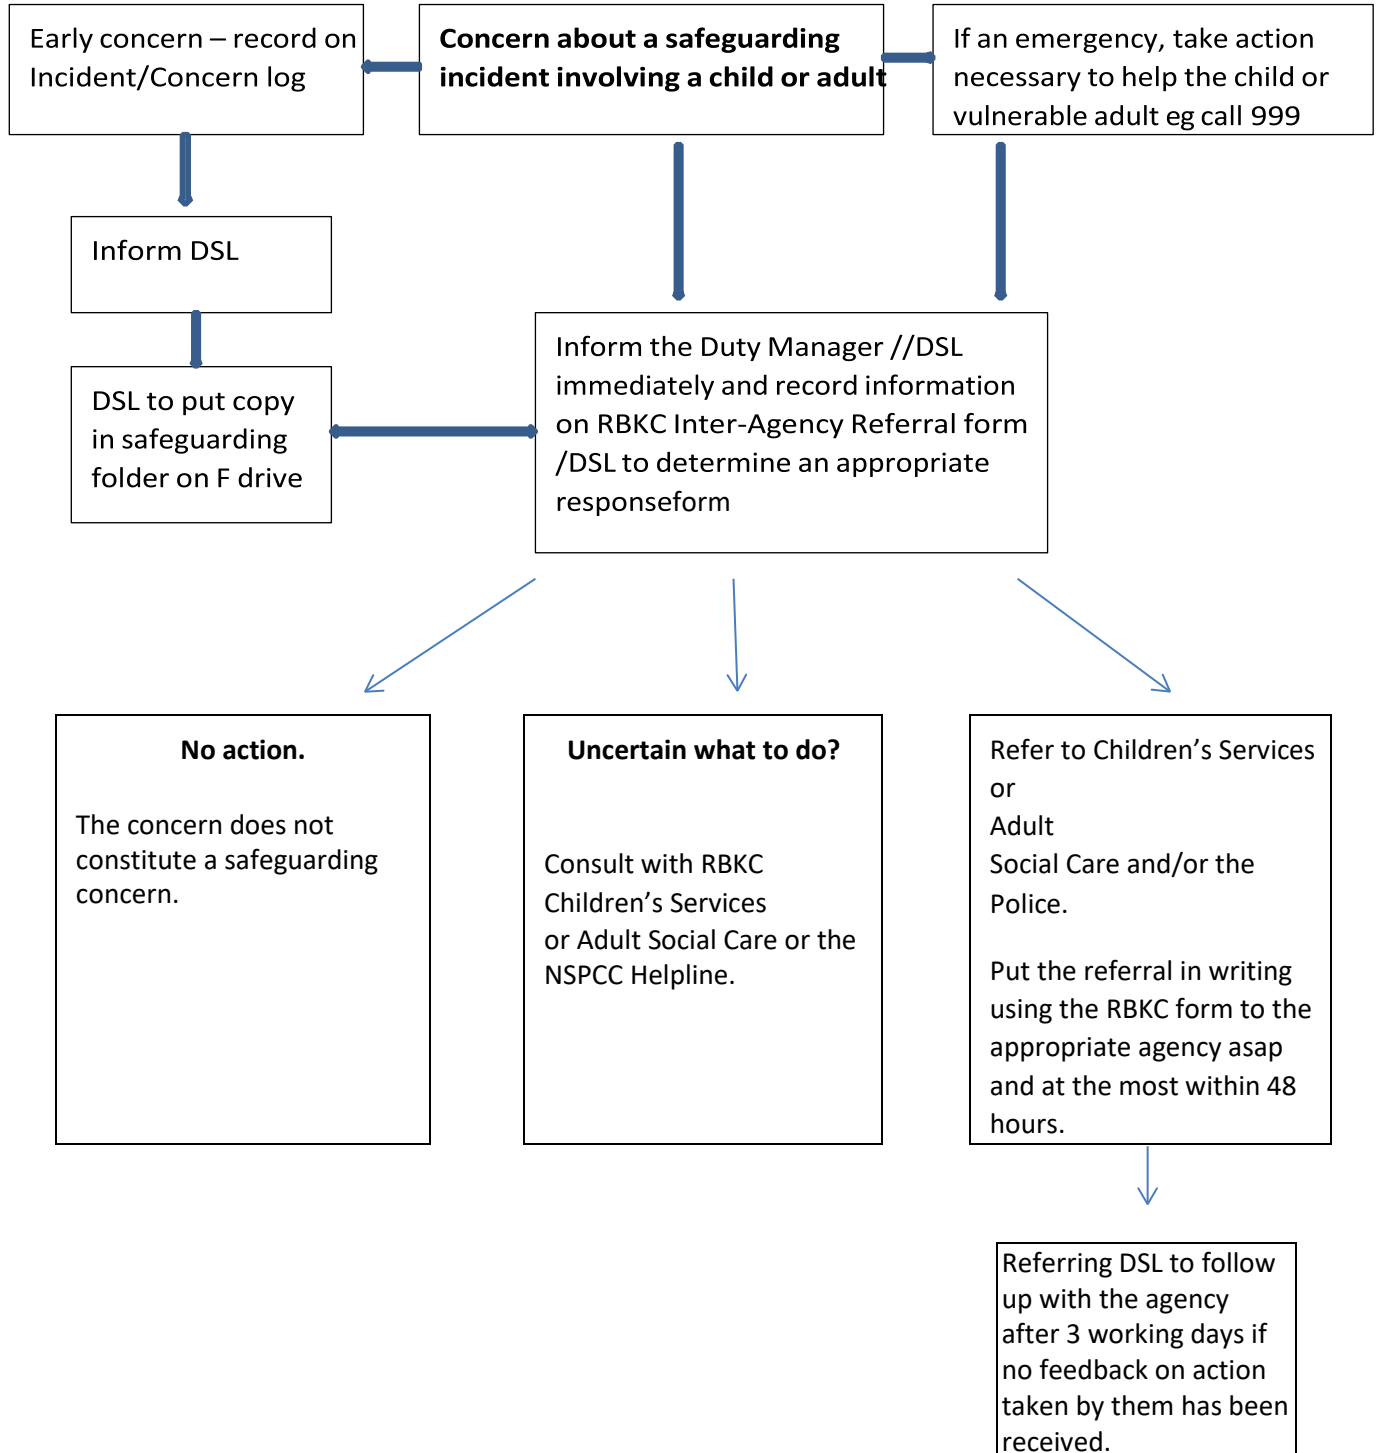 Early concern – record on
Incident/Concern log
Concern about a safeguarding
incident involving a child or adult
If an emergency, take action
necessary to help the child or
vulnerable adult eg call 999
Inform DSL
DSL to put copy
in safeguarding
folder on F drive
Inform the Duty Manager //DSL
immediately and record information
on RBKC Inter-Agency Referral form
/DSL to determine an appropriate
responseform
No action.
The concern does not
constitute a safeguarding
concern.
Uncertain what to do?
Consult with RBKC
Children’s Services
or Adult Social Care or the
NSPCC Helpline.
Refer to Children’s Services
or
Adult
Social Care and/or the
Police.
Put the referral in writing
using the RBKC form to the
appropriate agency asap
and at the most within 48
hours.
Referring DSL to follow
up with the agency
after 3 working days if
no feedback on action
taken by them has been
received.